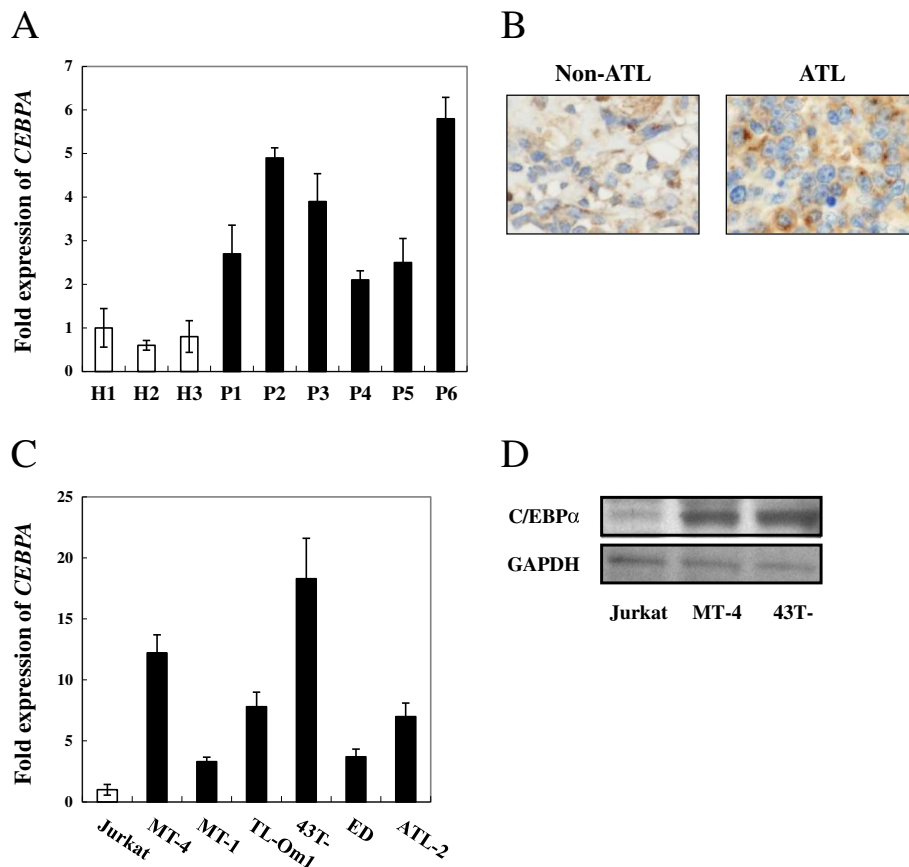 A
Fold expression of CEBPA
7
6
5
4
3
2
1
0
H1 H2 H3 P1 P2 P3 P4 P5 P6
B
Non-ATL ATL
C
Fold expression of CEBPA
25
20
15
10
5
0
Jurkat MT-4 MT-1 TL-Om1 43T- ED ATL-2
D
C/EBPα
GAPDH
Jurkat MT-4 43T-